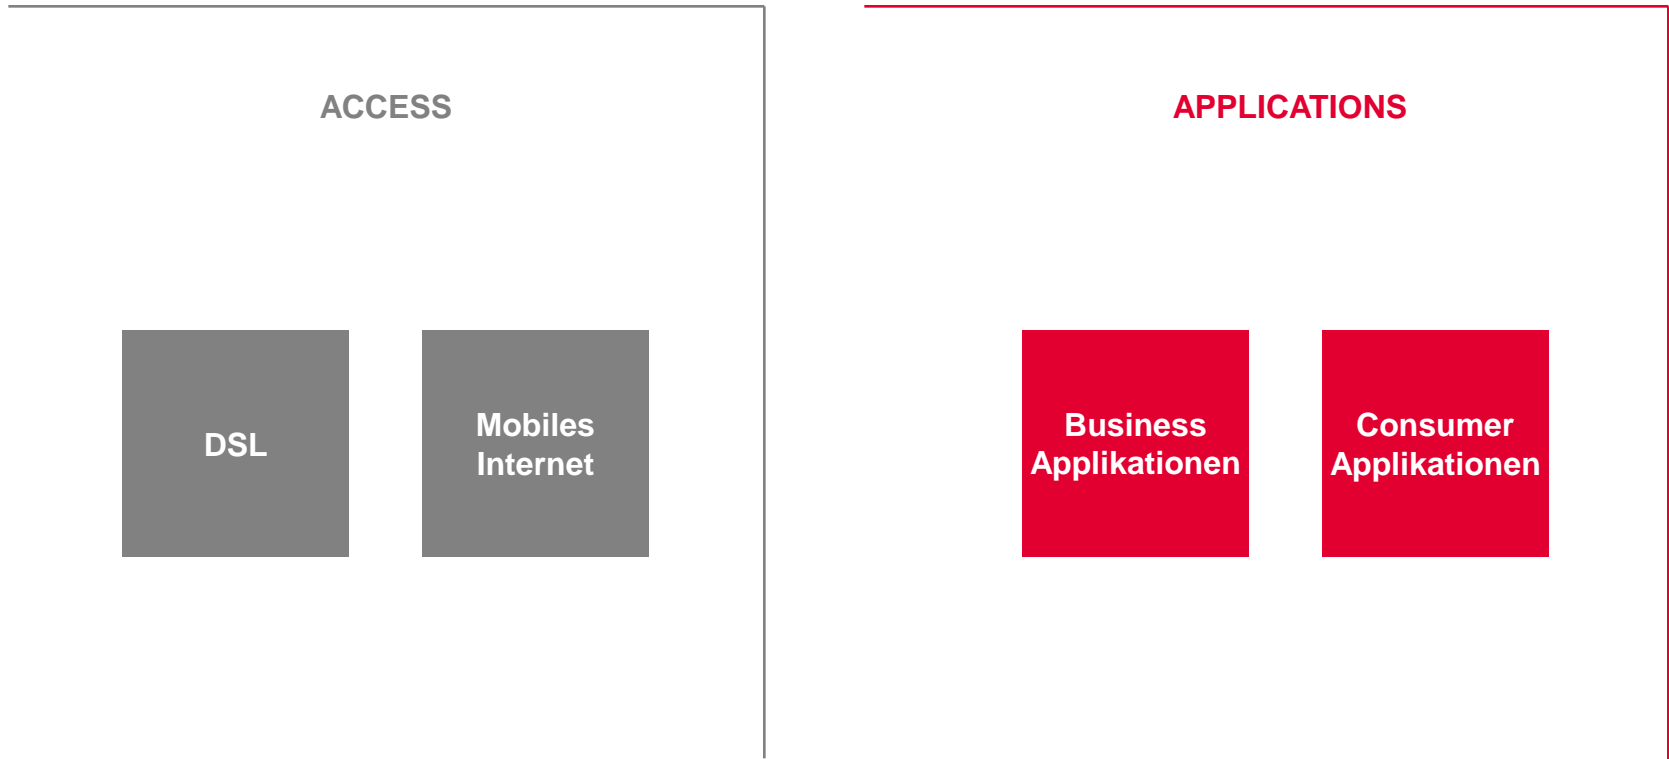 ACCESS
DSL
Mobiles
Internet
APPLICATIONS
Business
Applikationen
Consumer
Applikationen